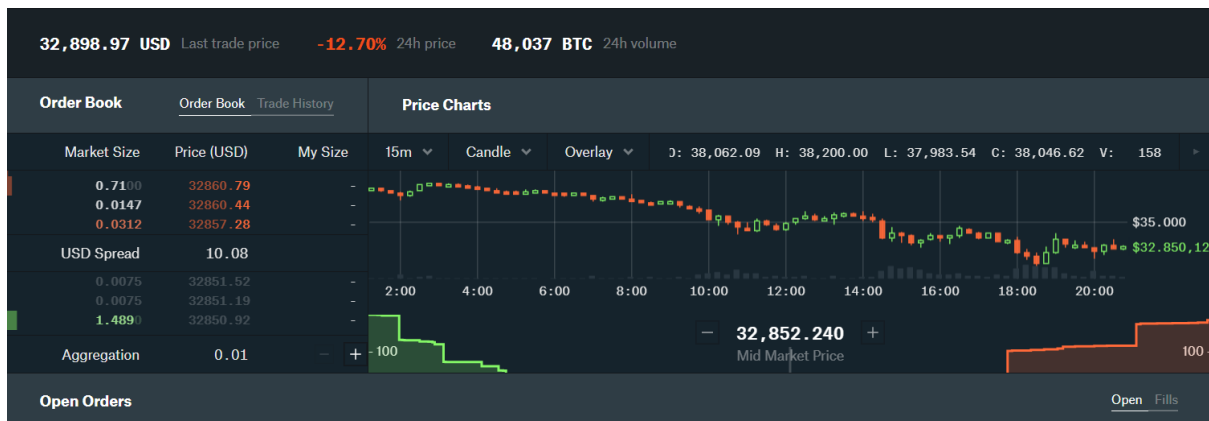 32,898.97 USD Last trade price -12.70% 24h price 48,037 BTC 24h volume
Order Book Order Book Trade History Price Charts
Market Size Price (USD) My Size 15m Candle Overlay O: 38,062.09 H: 38,200.00 L: 37,983.54 C: 38,046.62 V: 158
0.7100 32860.79 -
0.0147 32860.44 -
0.0312 32857.28 - $35.000
USD Spread 10.08 $32.850,12
0.0075 32851.52 -
2:00 4:00 6:00 8:00 10:00 12:00 14:00 16:00 18:00 20:00
0.0075 32851.19 -
1.4890 32850.92 -
− 32,852.240 +
Aggregation 0.01 − + - 100 Mid Market Price 100 -
Open Orders Open Fills